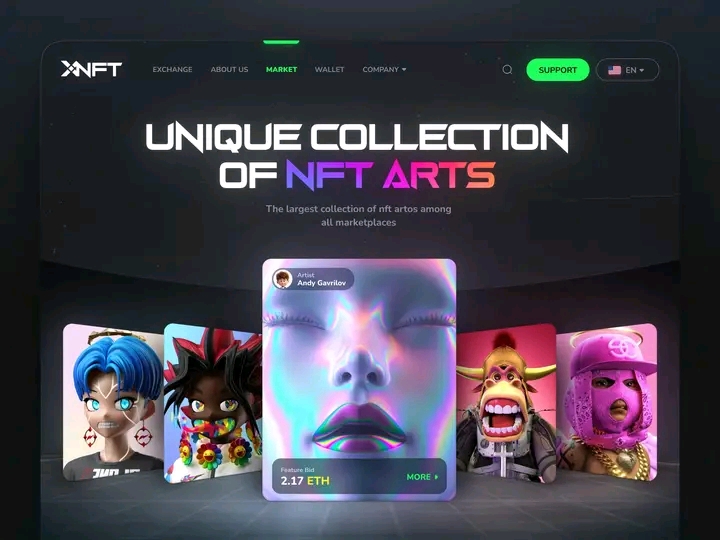 XNFT
EXCHANGE ABOUT US MARKET WALLET COMPANY
SUPPORT
EN
UNIQUE COLLECTION
OF NFT ARTS
The largest collection of nft artos among
all marketplaces
Artist
Andy Gavrilov
Feature Bid
2.17 ETH
MORE